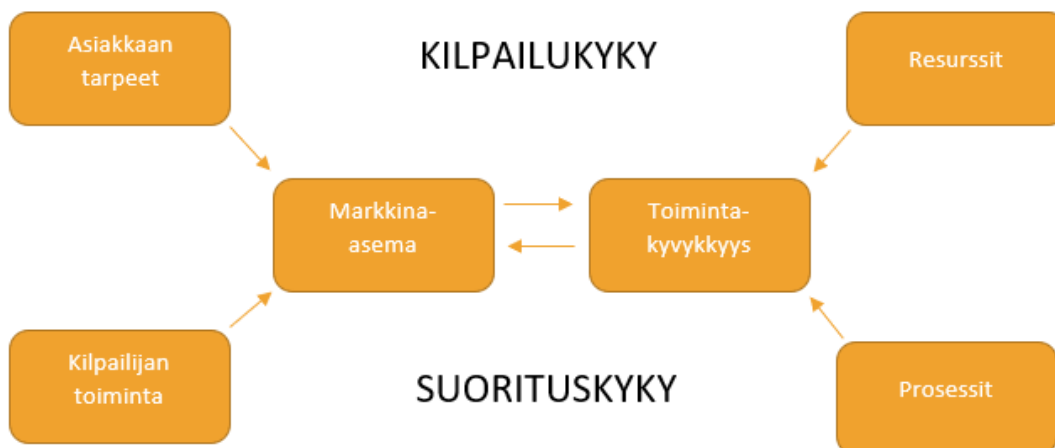 Asiakkaan
tarpeet
KILPAILUKYKY
Resurssit
Markkina-
asema
Toiminta-
kyvykkyys
Kilpailijan
toiminta
SUORITUSKYKY
Prosessit